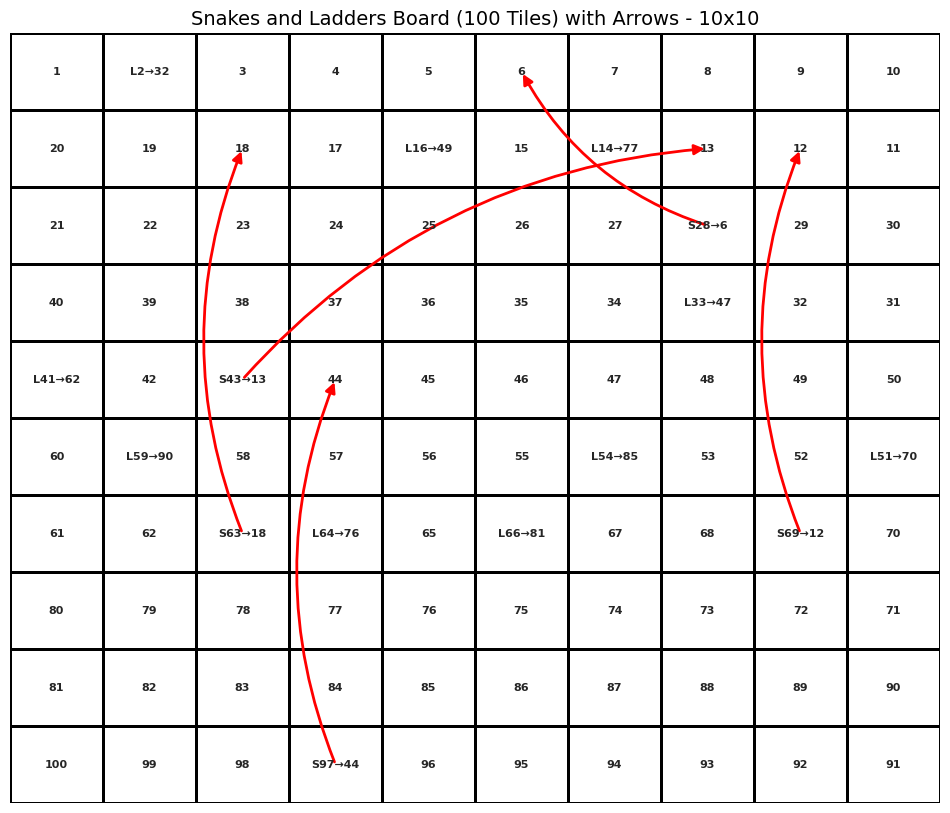 Snakes and Ladders Board (100 Tiles) with Arrows - 10x10
1 L2→32 3 4 5 6 7 8 9 10
20 19 18 17 L16→49 15 L14→77 13 12 11
21 22 23 24 25 26 27 S28→6 29 30
40 39 38 37 36 35 34 L33→47 32 31
L41→62 42 S43→13 44 45 46 47 48 49 50
60 L59→90 58 57 56 55 L54→85 53 52 L51→70
61 62 S63→18 L64→76 65 L66→81 67 68 S69→12 70
80 79 78 77 76 75 74 73 72 71
81 82 83 84 85 86 87 88 89 90
100 99 98 S97→44 96 95 94 93 92 91